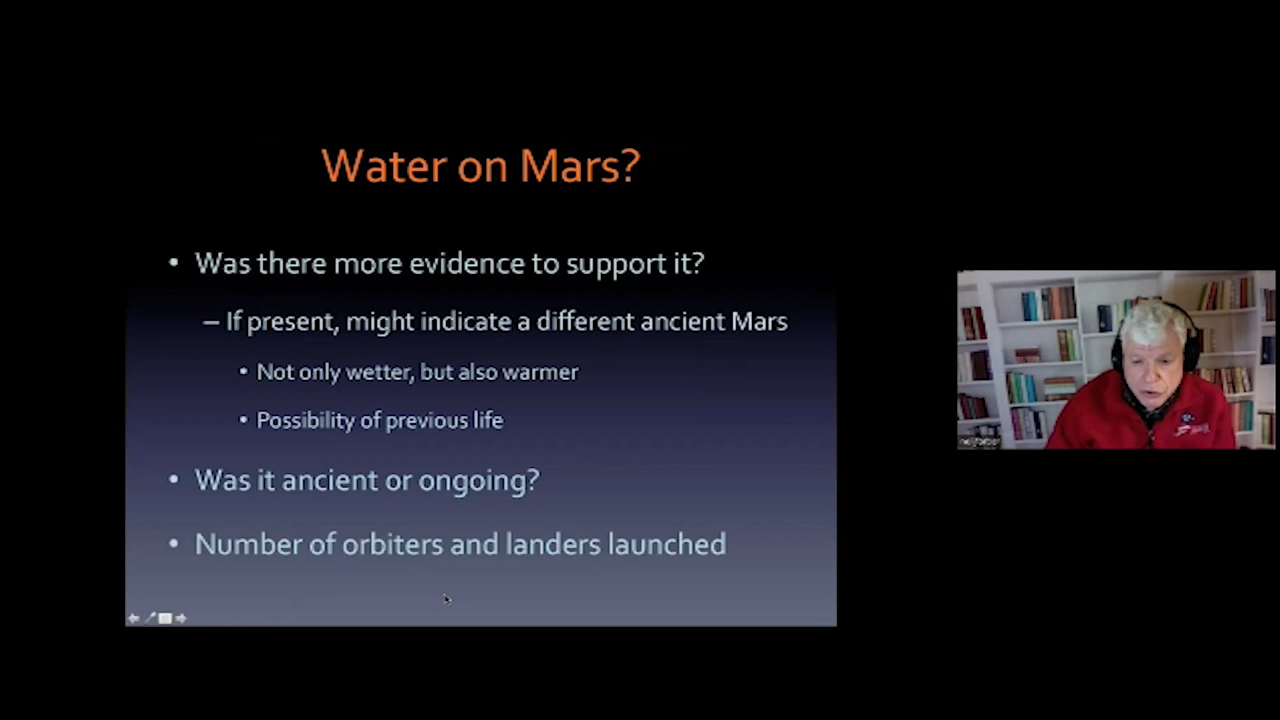 Water on Mars?
• Was there more evidence to support it?
– If present, might indicate a different ancient Mars
• Not only wetter, but also warmer
• Possibility of previous life
• Was it ancient or ongoing?
• Number of orbiters and landers launched